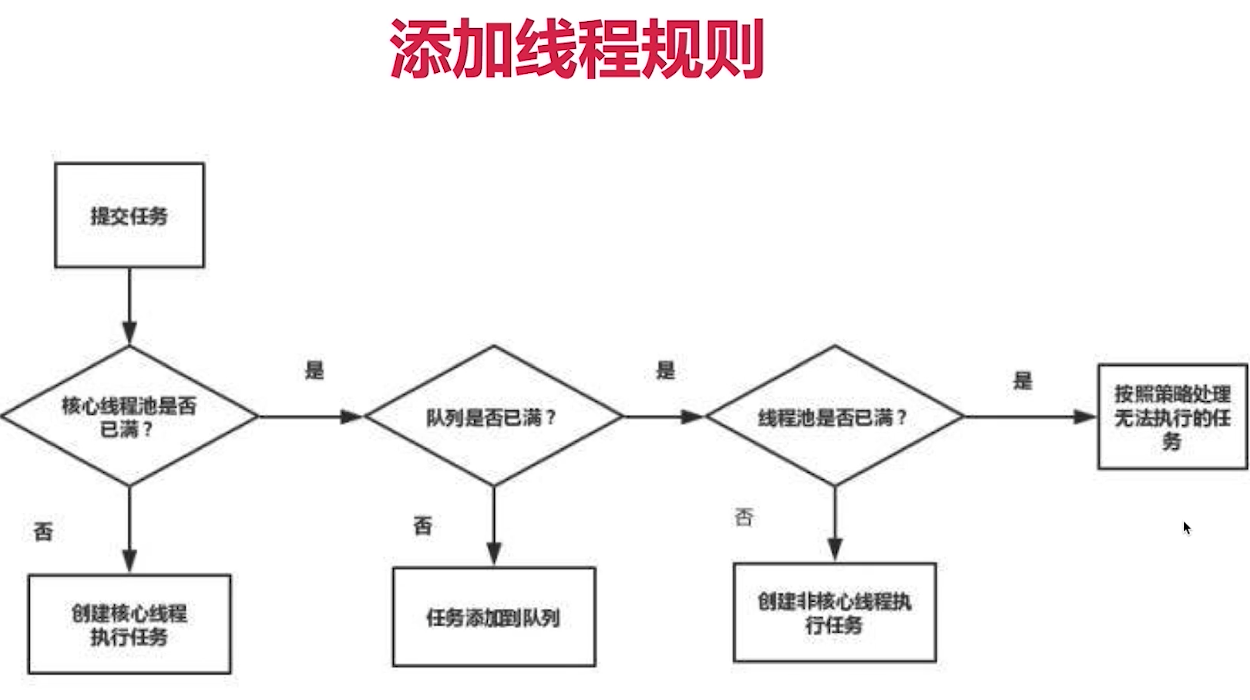 添加线程规则
提交任务
核心线程池是否
已满？
是
队列是否已满？
是
线程池是否已满？
是
按照策略处理
无法执行的任
务
否
创建核心线程
执行任务
否
任务添加到队列
否
创建非核心线程执
行任务